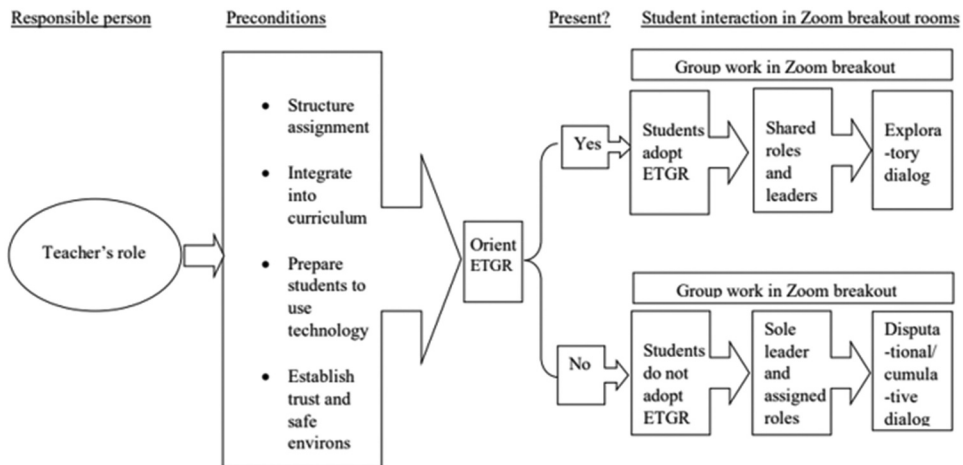 Responsible person
Preconditions
Present?
Student interaction in Zoom breakout rooms
Teacher's role
• Structure
assignment
• Integrate
into
curriculum
• Prepare
students to
use
technology
• Establish
trust and
safe
environs
Orient
ETGR
Yes
Group work in Zoom breakout
Students
adopt
ETGR
Shared
roles
and
leaders
Explora
-tory
dialog
No
Group work in Zoom breakout
Students
do not
adopt
ETGR
Sole
leader
and
assigned
roles
Disputa
-tional/
cumula
-tive
dialog